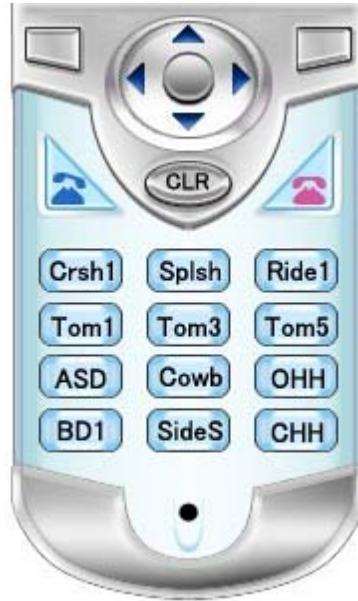 CLR
Crsh1 Splsh Ride1
Tom1 Tom3 Tom5
ASD Cowb OHH
BD1 SideS CHH